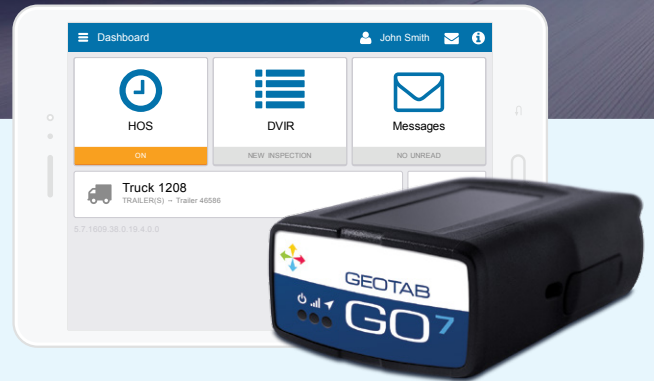 Dashboard
John Smith
HOS
DVIR
Messages
ON
NEW INSPECTION
NO UNREAD
Truck 1208
TRAILER(S) – Trailer 46586
5.7.1609.38.0.19.4.0.0
GEOTAB
GO7